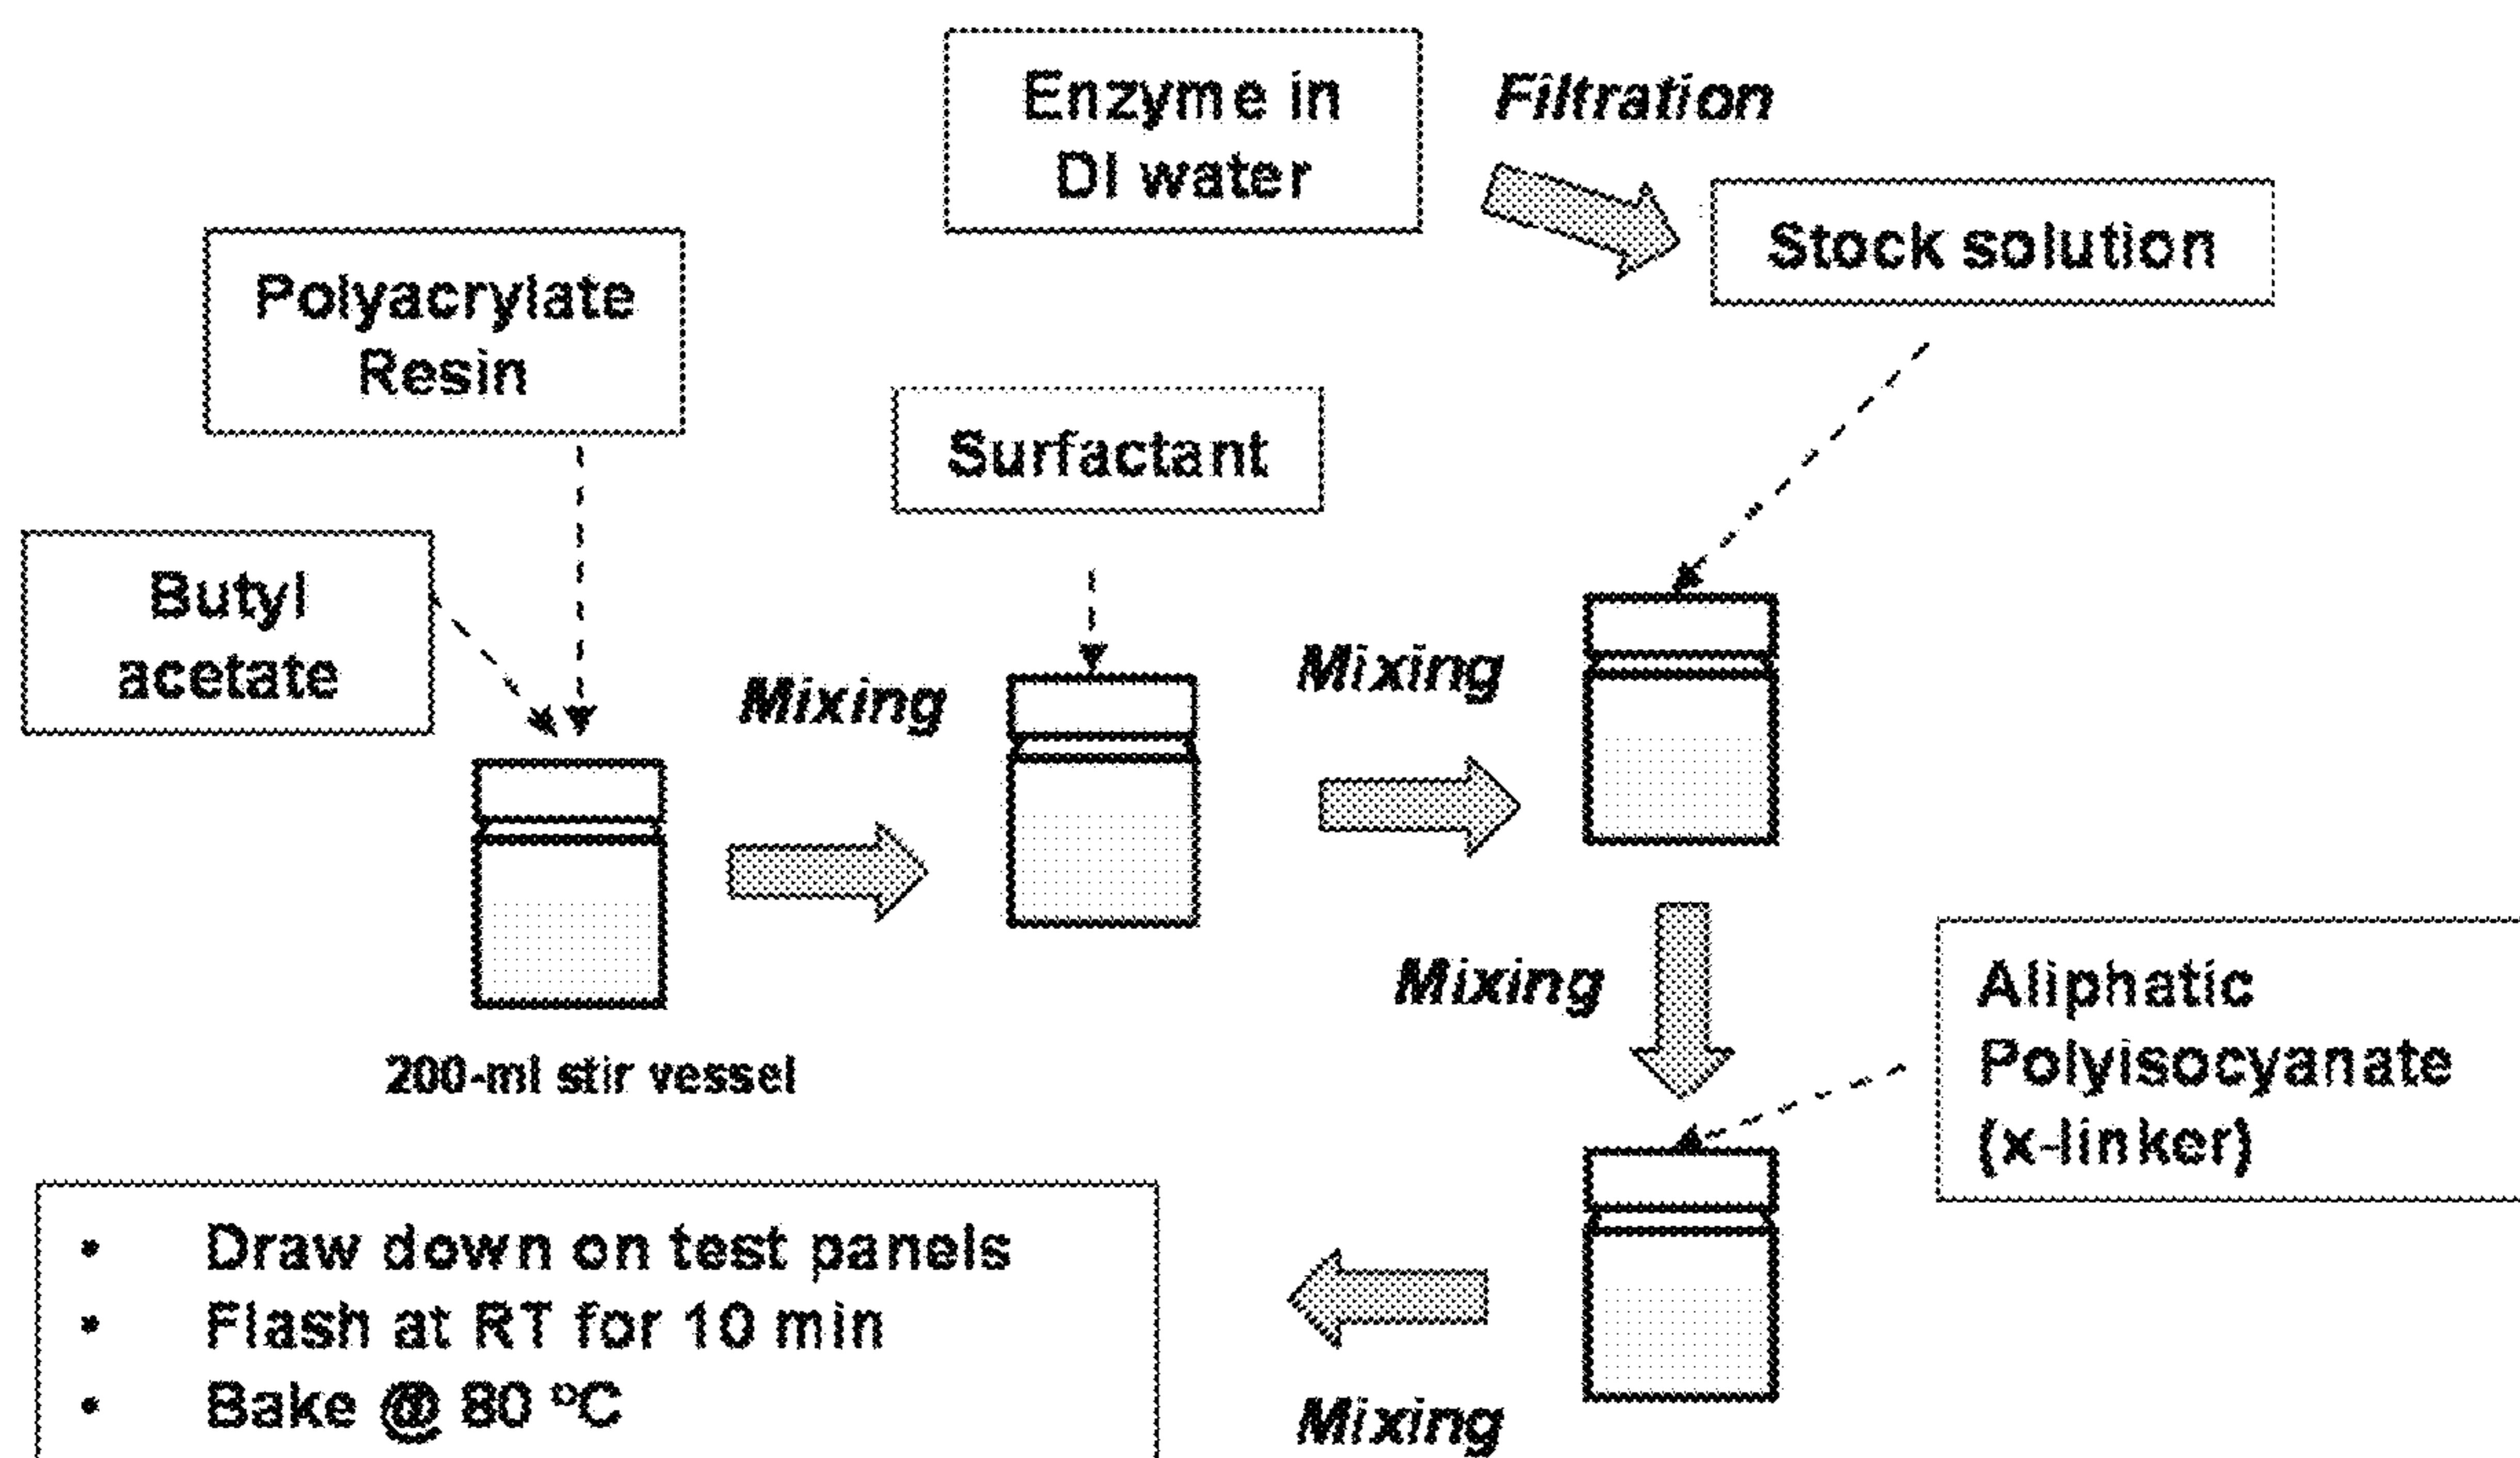 Enzyme in
DI water
Filtration
Stock solution
Polyacrylate
Resin
Surfactant
Butyl
acetate
Mixing
Mixing
200-ml stir vessel
Mixing
Aliphatic
Polyisocyanate
(x-linker)
• Draw down on test panels
• Flash at RT for 10 min
• Bake @ 80 ºC
Mixing